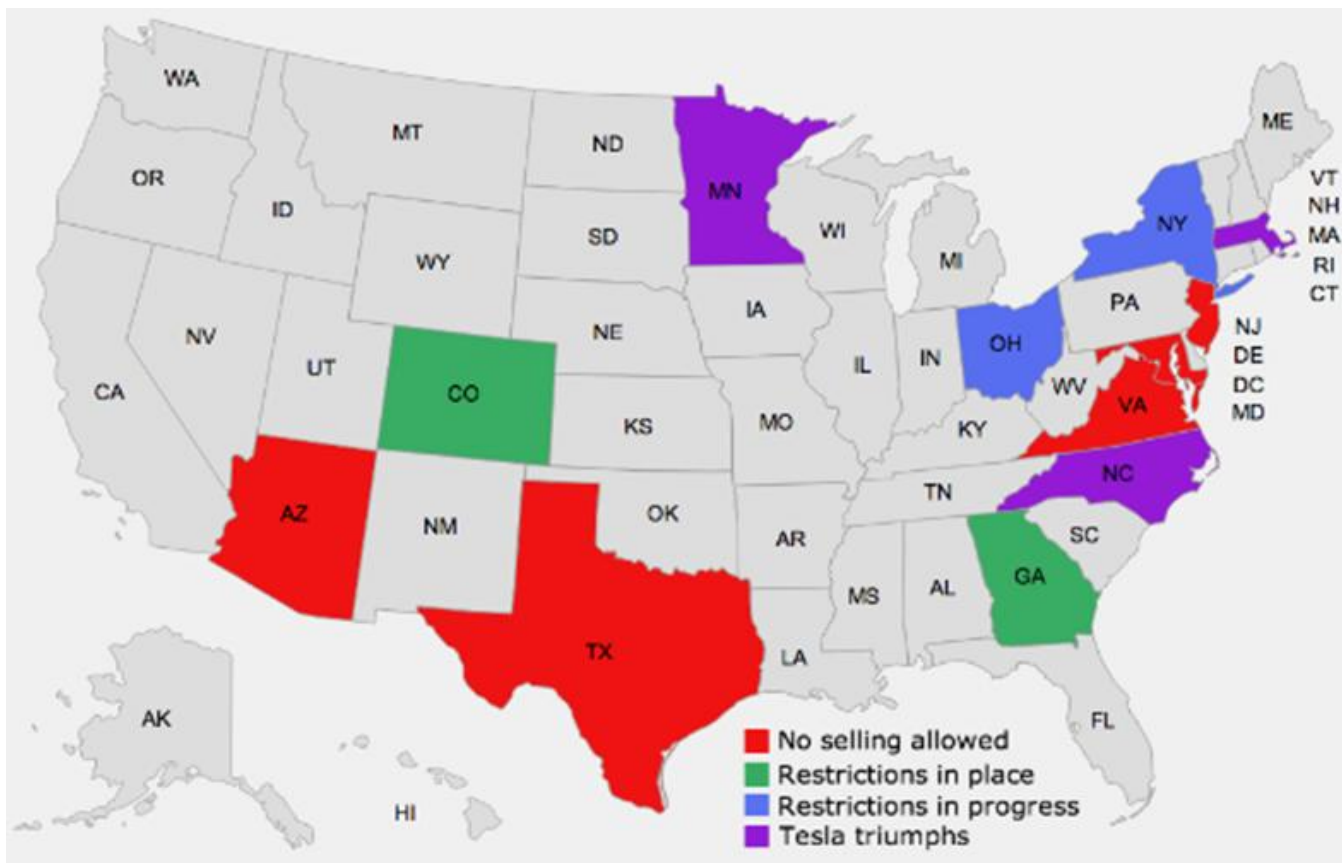 WA
MT
ND
MN
ME
OR
ID
SD
WI
MI
NY
VT
NH
MA
RI
CT
WY
IA
PA
NV
UT
NE
IL
IN
OH
NJ
DE
DC
MD
CA
CO
KS
MO
KY
WV
VA
AZ
NM
OK
AR
TN
NC
SC
TX
LA
MS
AL
GA
FL
AK
HI
No selling allowed
Restrictions in place
Restrictions in progress
Tesla triumphs